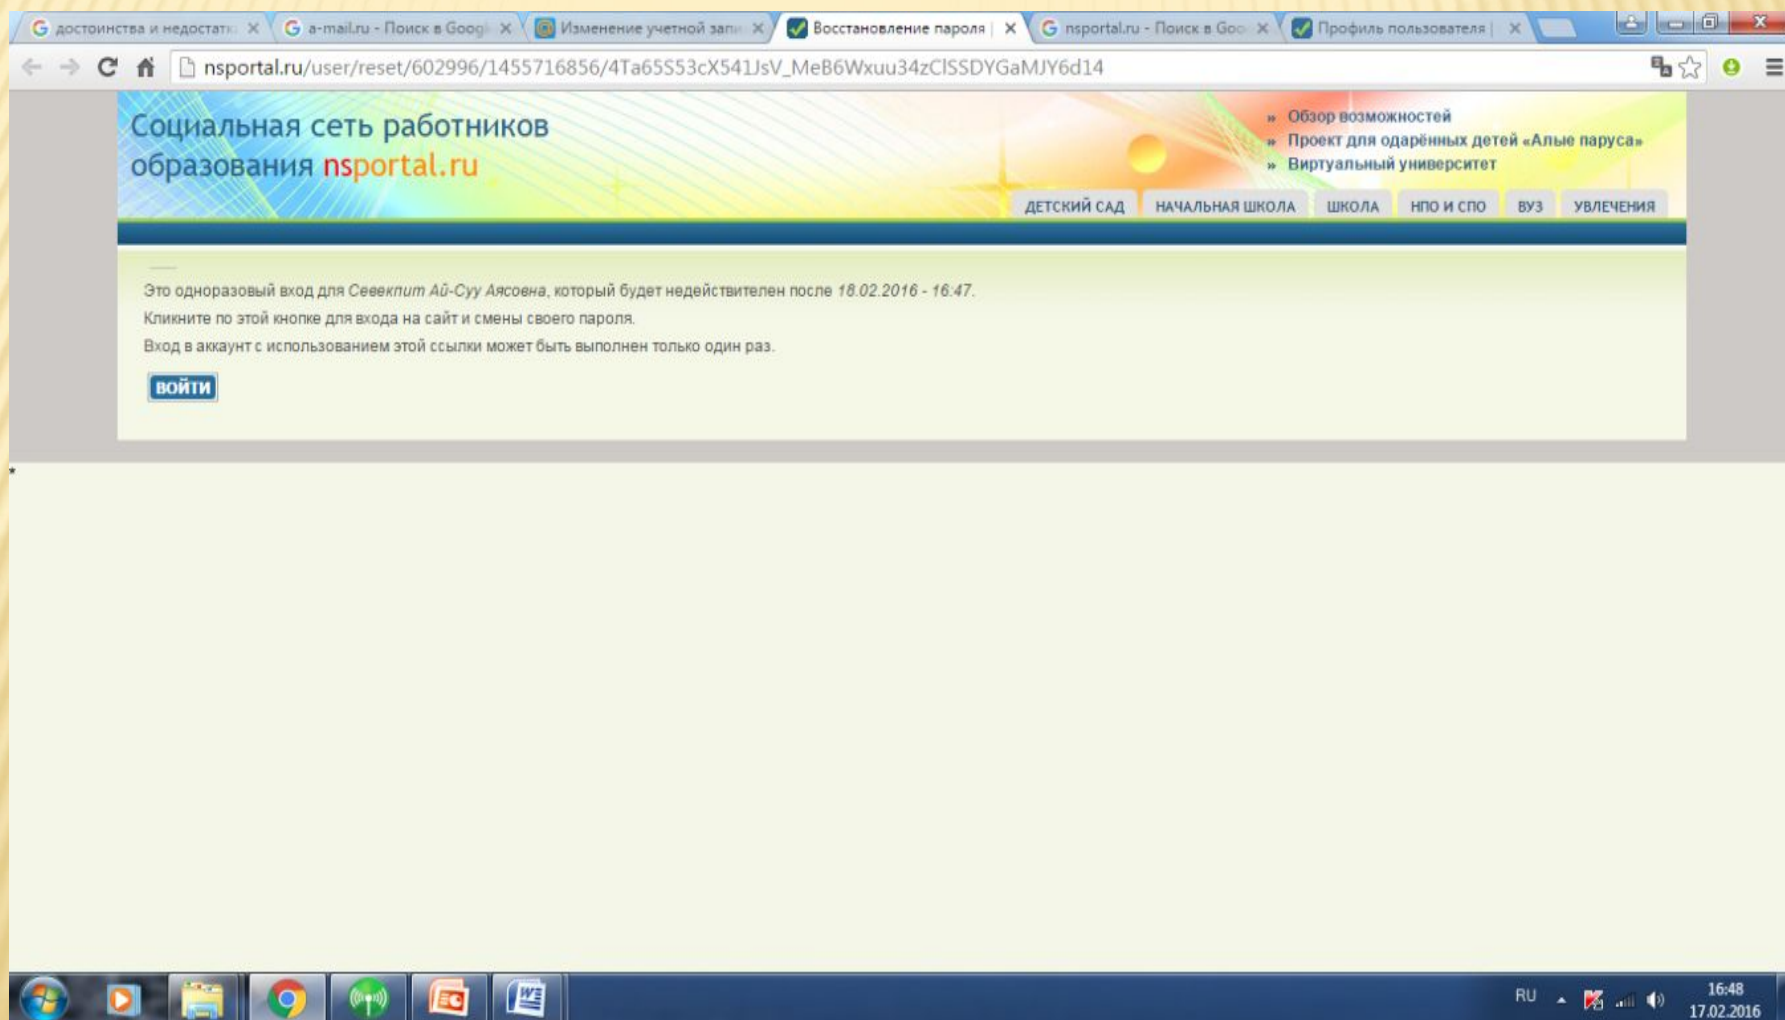 достоинства и недостатк
a-mail.ru - Поиск в Googl
Изменение учетной запи
Восстановление пароля |
nsportal.ru - Поиск в Goo
Профиль пользователя |
nsportal.ru/user/reset/602996/1455716856/4Ta65S53cX541JsV_MeB6Wxuu34zClSSDYGaMJY6d14
Социальная сеть работников
образования nsportal.ru
» Обзор возможностей
» Проект для одарённых детей «Алые паруса»
» Виртуальный университет
ДЕТСКИЙ САД НАЧАЛЬНАЯ ШКОЛА ШКОЛА НПО И СПО ВУЗ УВЛЕЧЕНИЯ
Это одноразовый вход для Севекпит Ай-Суу Аясовна, который будет недействителен после 18.02.2016 - 16:47.
Кликните по этой кнопке для входа на сайт и смены своего пароля.
Вход в аккаунт с использованием этой ссылки может быть выполнен только один раз.
ВОЙТИ
*
RU
16:48
17.02.2016